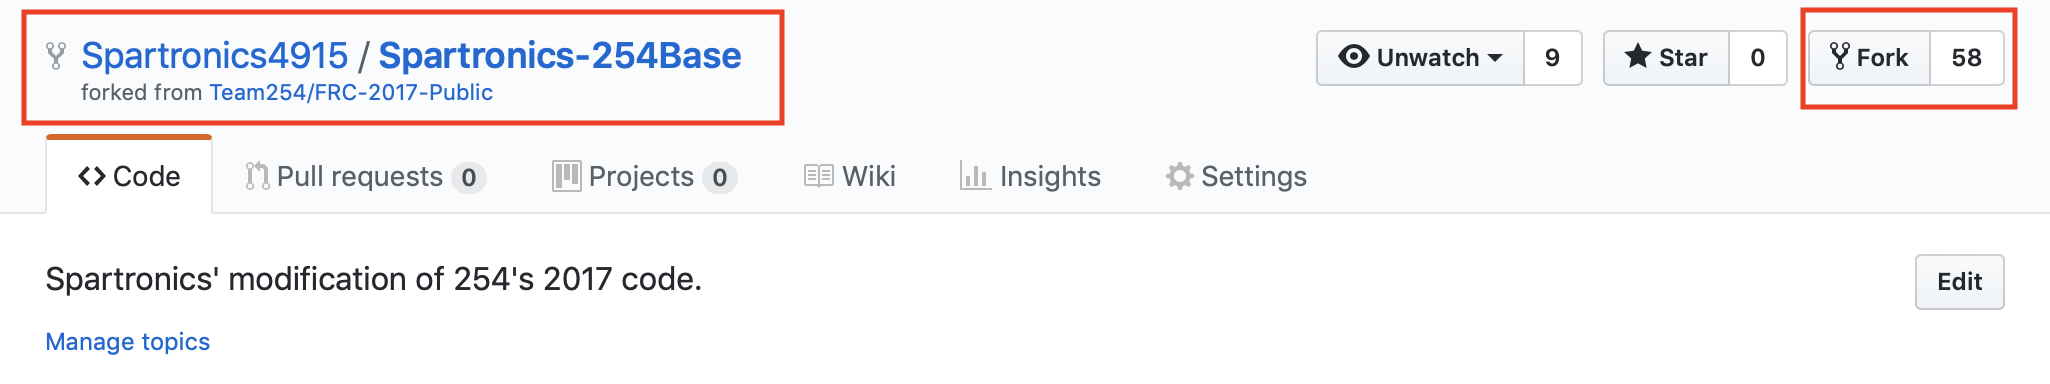 Spartronics4915 / Spartronics-254Base
forked from Team254/FRC-2017-Public
Unwatch 9
Star 0
Fork 58
Code
Pull requests 0
Projects 0
Wiki
Insights
Settings
Spartronics' modification of 254's 2017 code.
Edit
Manage topics